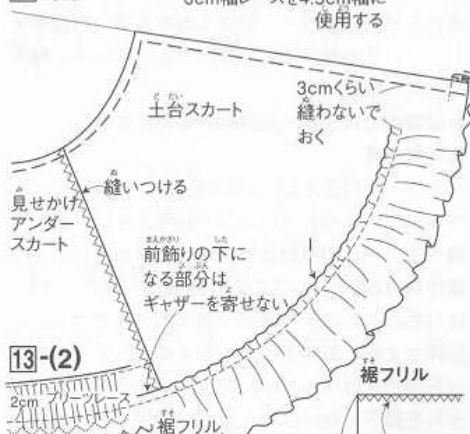 6cm幅レースを4.5cm幅に
使用する
3cmくらい
縫わないで
おく
土台スカート
縫いつける
見せかけ
アンダー
スカート
前飾りの下に
なる部分は
ギャザーを寄せない
13-(2)
2cm プリーツレース
裾フリル
裾フリル